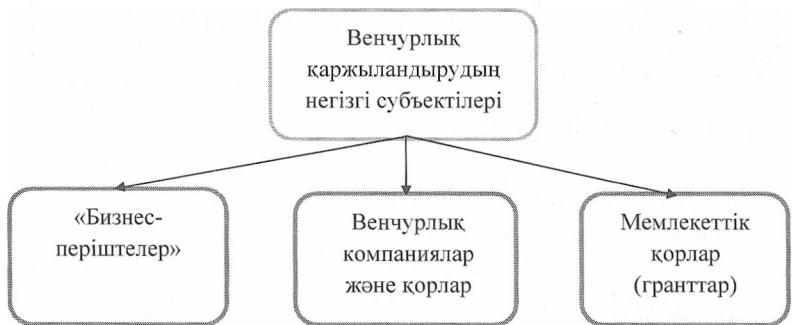 Венчурлық
қаржыландырудың
негізгі субъектілері
«Бизнес-
періштелер»
Венчурлық
компаниялар
және қорлар
Мемлекеттік
қорлар
(гранттар)